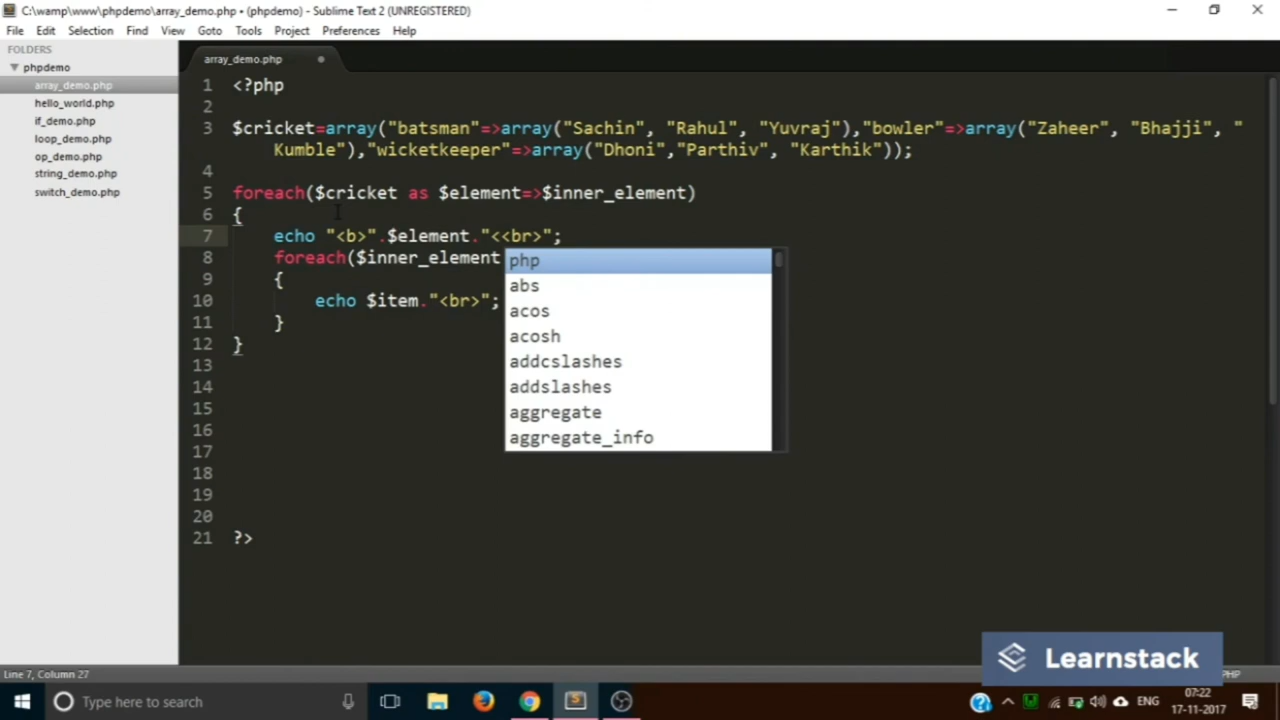 C:\wamp\www\phpdemo\array_demo.php • (phpdemo) - Sublime Text 2 (UNREGISTERED)
File Edit Selection Find View Goto Tools Project Preferences Help
FOLDERS
phpdemo
array_demo.php
hello_world.php
if_demo.php
loop_demo.php
op_demo.php
string_demo.php
switch_demo.php
array_demo.php
1 <?php
2
3 $cricket=array("batsman"=>array("Sachin", "Rahul", "Yuvraj"),"bowler"=>array("Zaheer", "Bhajji", "
Kumble"),"wicketkeeper"=>array("Dhoni","Parthiv", "Karthik"));
4
5 foreach($cricket as $element=>$inner_element)
6 {
7 echo "<b>".$element."<<br>";
8 foreach($inner_element
9 {
10 echo $item."<br>";
11 }
12 }
13
14
15
16
17
18
19
20
21 ?>
php
abs
acos
acosh
addcslashes
addslashes
aggregate
aggregate_info
Learnstack
Line 7, Column 27
PHP
Type here to search
ENG
07:22
17-11-2017